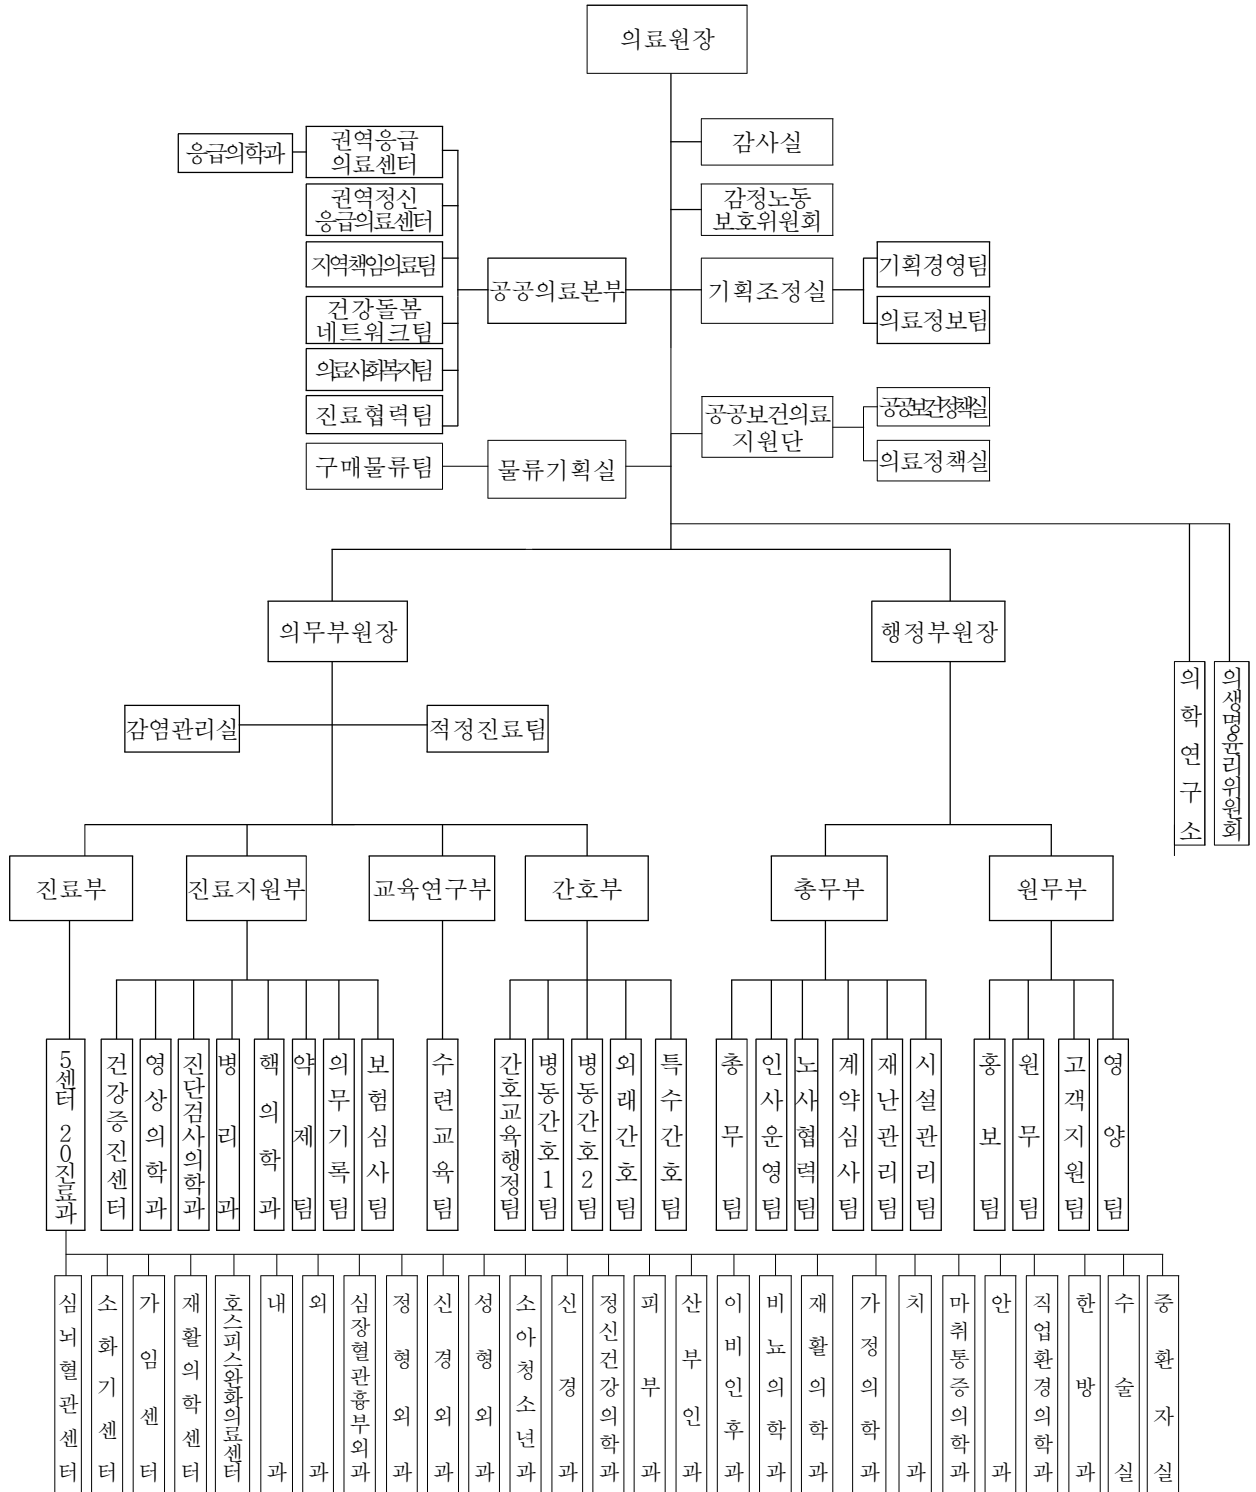 의료원장
감사실
응급의학과
권역응급
의료센터
권역정신
응급의료센터
감정노동
보호위원회
지역책임의료팀
공공의료본부
기획조정실
기획경영팀
의료정보팀
건강돌봄
네트워크팀
의료사회복지팀
진료협력팀
공공보건의료
지원단
공공보건정책실
의료정책실
구매물류팀
물류기획실
의무부원장
행정부원장
의학연구소
의생명윤리위원회
감염관리실
적정진료팀
진료부
진료지원부
교육연구부
간호부
총무부
원무부
5센터 20진료과
건강증진센터
영상의학과
진단검사의학과
병리과
핵의학과
약제팀
의무기록팀
보험심사팀
수련교육팀
간호교육행정팀
병동간호1팀
병동간호2팀
외래간호팀
특수간호팀
총무팀
인사운영팀
노사협력팀
계약심사팀
재난관리팀
시설관리팀
홍보팀
원무팀
고객지원팀
영양팀
심뇌혈관센터
소화기센터
가임센터
재활의학센터
호스피스완화의료센터
내과
외과
심장혈관흉부외과
정형외과
신경외과
성형외과
소아청소년과
신경과
정신건강의학과
피부과
산부인과
이비인후과
비뇨의학과
재활의학과
가정의학과
치과
마취통증의학과
안과
직업환경의학과
한방과
수술실
중환자실